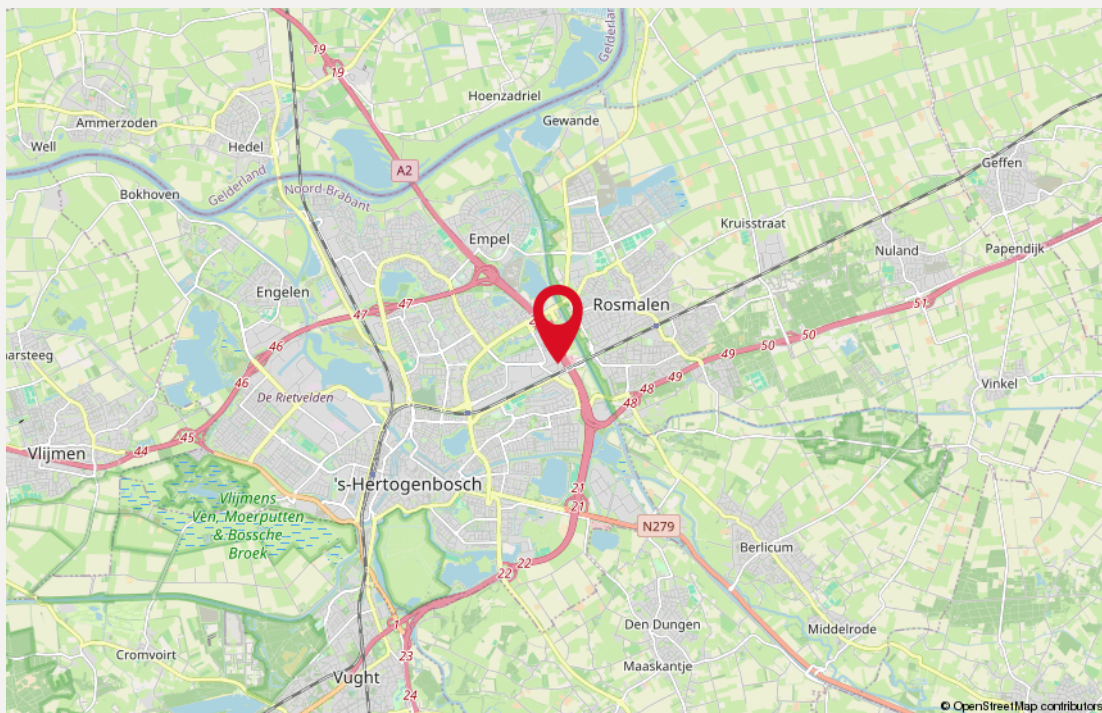 19
19
Hoenzadriel
Gelderland
Ammerzoden
Gewande
Well
Hedel
A2
Geffen
Gelderland
Noord-Brabant
Bokhoven
Kruisstraat
Empel
Nuland
Papendijk
47
Engelen
47
51
Rosmalen
46
50
50
49
46
49
48
48
Vinkel
De Rietvelden
45
44
Vlijmen
's-Hertogenbosch
21
21
Vlijmens
Ven, Moerputten
& Bossche
Broek
N279
Berlicum
22
22
1
Den Dungen
Middelrode
Cromvoirt
23
Maaskantje
Vught
24
© OpenStreetMap contributors